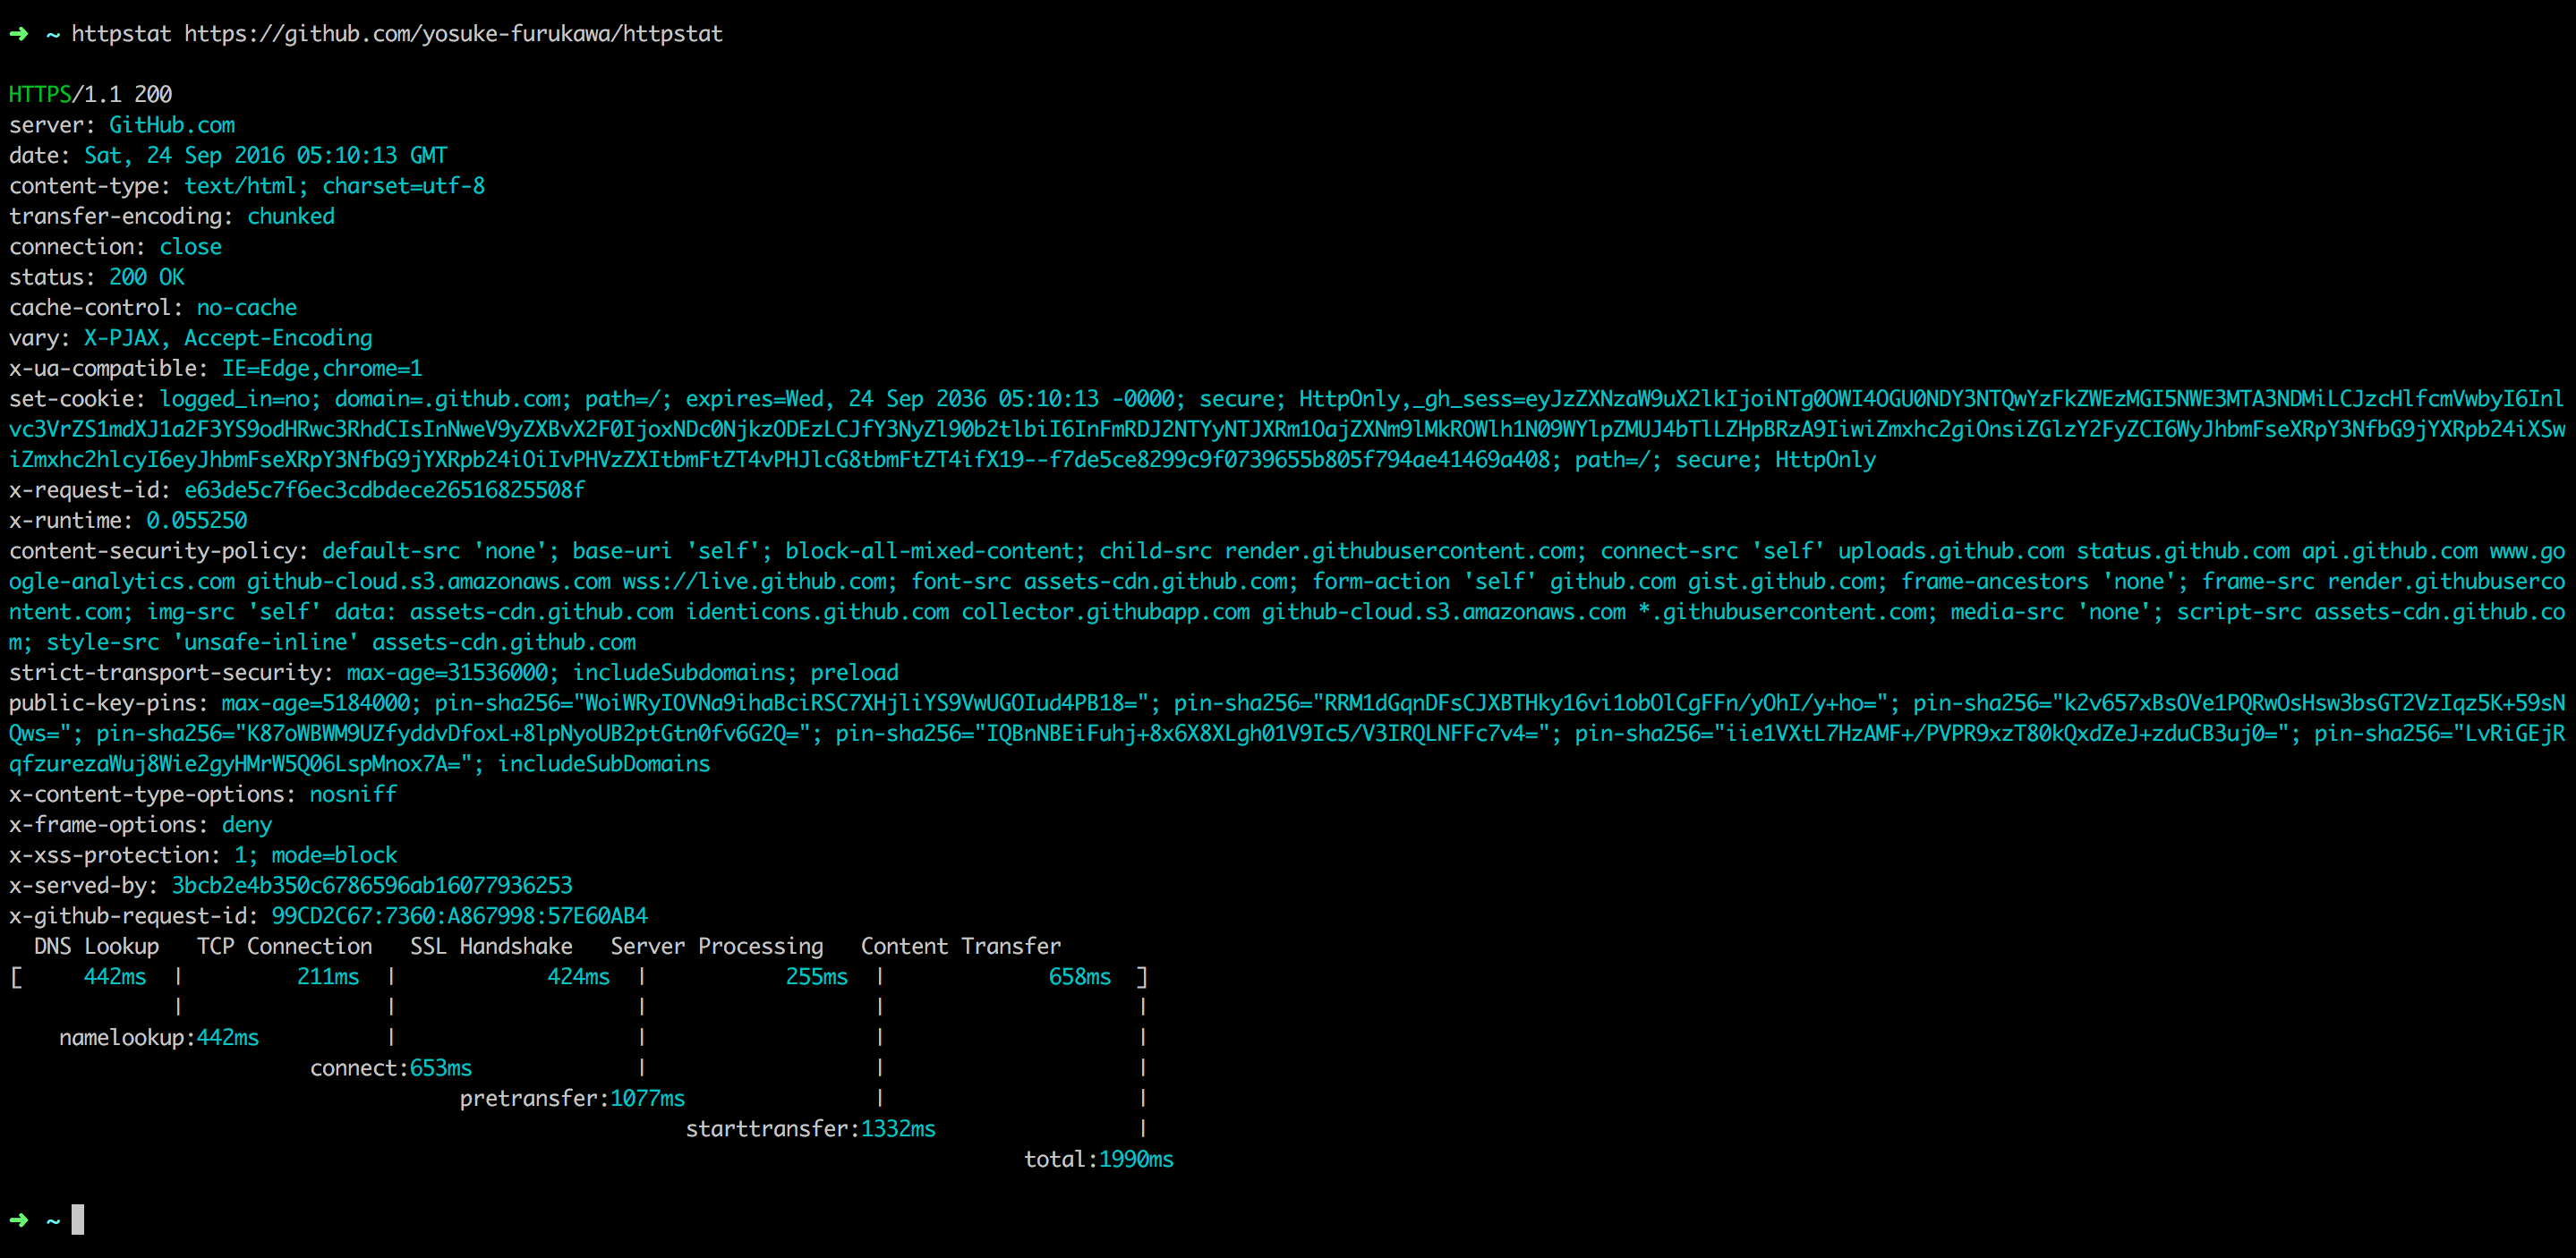 ➜ ~ httpstat https://github.com/yosuke-furukawa/httpstat
HTTPS/1.1 200
server: GitHub.com
date: Sat, 24 Sep 2016 05:10:13 GMT
content-type: text/html; charset=utf-8
transfer-encoding: chunked
connection: close
status: 200 OK
cache-control: no-cache
vary: X-PJAX, Accept-Encoding
x-ua-compatible: IE=Edge,chrome=1
set-cookie: logged_in=no; domain=.github.com; path=/; expires=Wed, 24 Sep 2036 05:10:13 -0000; secure; HttpOnly,_gh_sess=eyJzZXNzaW9uX2lkIjoiNTg0OWI4OGU0NDY3NTQwYzFkZWEzMGI5NWE3MTA3NDMiLCJzcHlfcmVwbyI6Inl
vc3VrZS1mdXJ1a2F3YS9odHRwc3RhdCIsInNweV9yZXBvX2F0IjoxNDc0NjkzODEzLCJfY3NyZl90b2tlbiI6InFmRDJ2NTYyNTJXRm1OajZXNm9lMkROWlh1N09WYlpZMUJ4bTlLZHpBRzA9IiwiZmxhc2giOnsiZGlzY2FyZCI6WyJhbmFseXRpY3NfbG9jYXRpb24iXSw
iZmxhc2hlcyI6eyJhbmFseXRpY3NfbG9jYXRpb24iOiIvPHVzZXItbmFtZT4vPHJlcG8tbmFtZT4ifX19--f7de5ce8299c9f0739655b805f794ae41469a408; path=/; secure; HttpOnly
x-request-id: e63de5c7f6ec3cdbdece26516825508f
x-runtime: 0.055250
content-security-policy: default-src 'none'; base-uri 'self'; block-all-mixed-content; child-src render.githubusercontent.com; connect-src 'self' uploads.github.com status.github.com api.github.com www.go
ogle-analytics.com github-cloud.s3.amazonaws.com wss://live.github.com; font-src assets-cdn.github.com; form-action 'self' github.com gist.github.com; frame-ancestors 'none'; frame-src render.githubuserco
ntent.com; img-src 'self' data: assets-cdn.github.com identicons.github.com collector.githubapp.com github-cloud.s3.amazonaws.com *.githubusercontent.com; media-src 'none'; script-src assets-cdn.github.co
m; style-src 'unsafe-inline' assets-cdn.github.com
strict-transport-security: max-age=31536000; includeSubdomains; preload
public-key-pins: max-age=5184000; pin-sha256="WoiWRyIOVNa9ihaBciRSC7XHjliYS9VwUGOIud4PB18="; pin-sha256="RRM1dGqnDFsCJXBTHky16vi1obOlCgFFn/yOhI/y+ho="; pin-sha256="k2v657xBsOVe1PQRwOsHsw3bsGT2VzIqz5K+59sN
Qws="; pin-sha256="K87oWBWM9UZfyddvDfoxL+8lpNyoUB2ptGtn0fv6G2Q="; pin-sha256="IQBnNBEiFuhj+8x6X8XLgh01V9Ic5/V3IRQLNFFc7v4="; pin-sha256="iie1VXtL7HzAMF+/PVPR9xzT80kQxdZeJ+zduCB3uj0="; pin-sha256="LvRiGEjR
qfzurezaWuj8Wie2gyHMrW5Q06LspMnox7A="; includeSubDomains
x-content-type-options: nosniff
x-frame-options: deny
x-xss-protection: 1; mode=block
x-served-by: 3bcb2e4b350c6786596ab16077936253
x-github-request-id: 99CD2C67:7360:A867998:57E60AB4
DNS Lookup TCP Connection SSL Handshake Server Processing Content Transfer
[ 442ms | 211ms | 424ms | 255ms | 658ms ]
| | | | |
namelookup:442ms | | | |
connect:653ms | | |
pretransfer:1077ms | |
starttransfer:1332ms |
total:1990ms
➜ ~